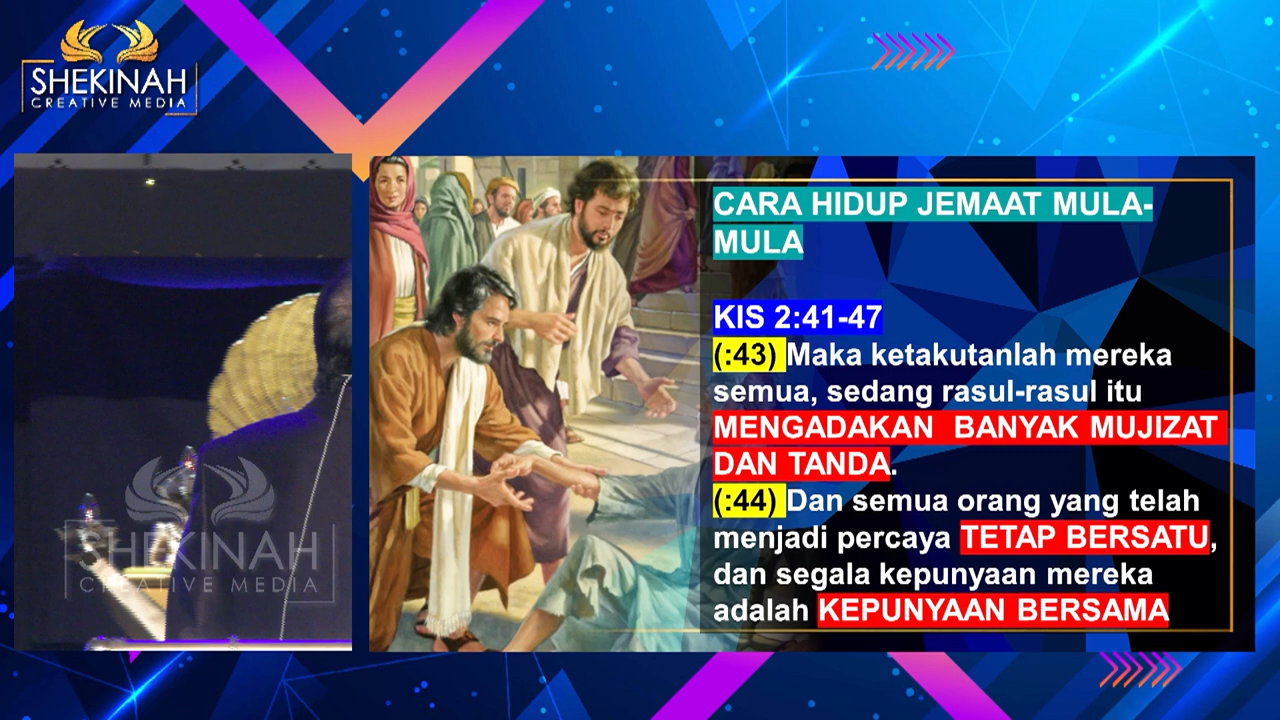 SHEKINAH
CREATIVE MEDIA
CARA HIDUP JEMAAT MULA-
MULA
KIS 2:41-47
(:43) Maka ketakutanlah mereka
semua, sedang rasul-rasul itu
MENGADAKAN  BANYAK MUJIZAT
DAN TANDA.
(:44) Dan semua orang yang telah
menjadi percaya TETAP BERSATU,
dan segala kepunyaan mereka
adalah KEPUNYAAN BERSAMA
SHEKINAH
CREATIVE MEDIA